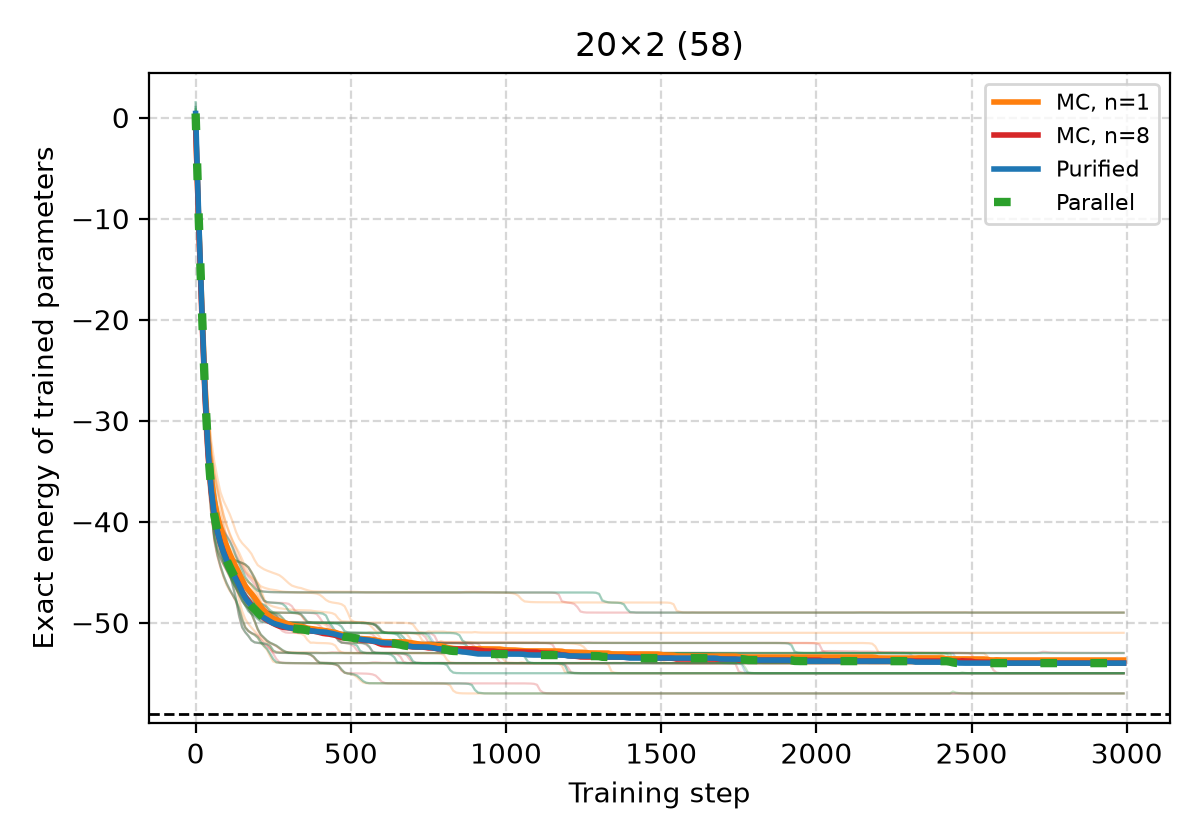 20×2 (58)
Exact energy of trained parameters
0
−10
−20
−30
−40
−50
MC, n=1
MC, n=8
Purified
Parallel
0 500 1000 1500 2000 2500 3000
Training step